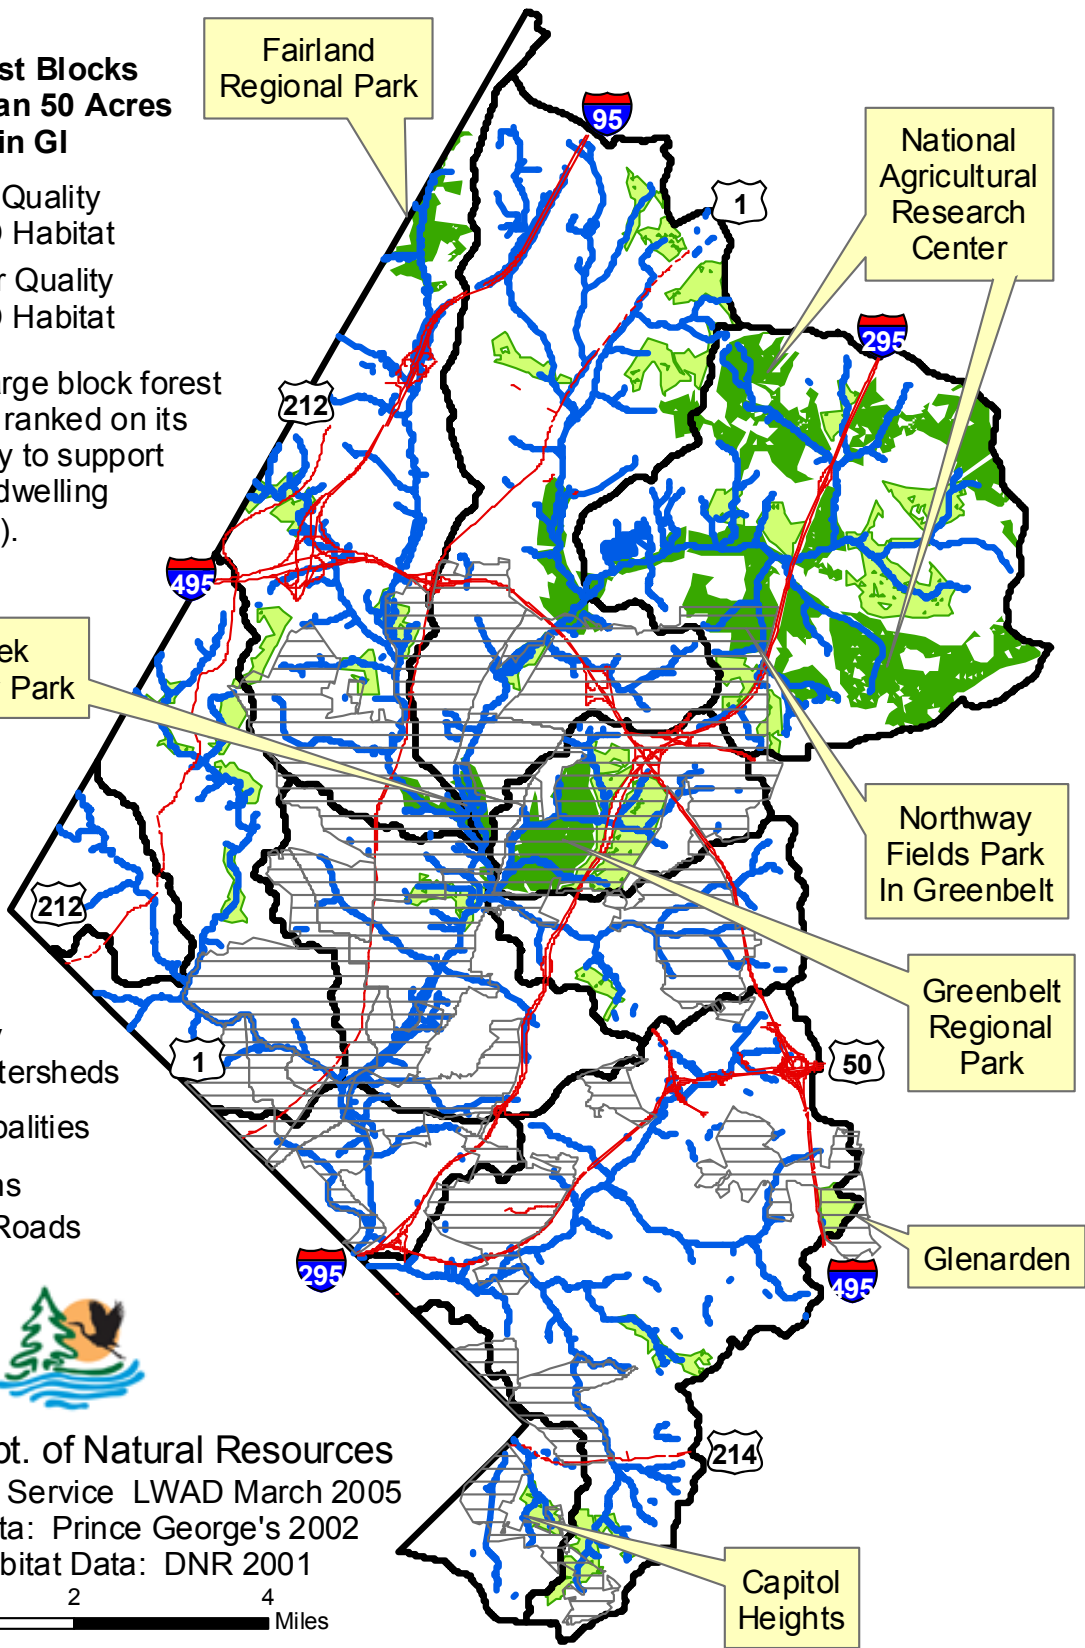 st Blocks
an 50 Acres
in GI
Quality
Habitat
r Quality
Habitat
arge block forest
ranked on its
y to support
dwelling
).
Fairland
Regional Park
95
1
National
Agricultural
Research
Center
295
212
495
ek
Park
212
Northway
Fields Park
In Greenbelt
Greenbelt
Regional
Park
1
50
tersheds
palities
ns
Roads
295
Glenarden
495
pt. of Natural Resources
Service LWAD March 2005
ta: Prince George's 2002
bitat Data: DNR 2001
2 4
Miles
214
Capitol
Heights